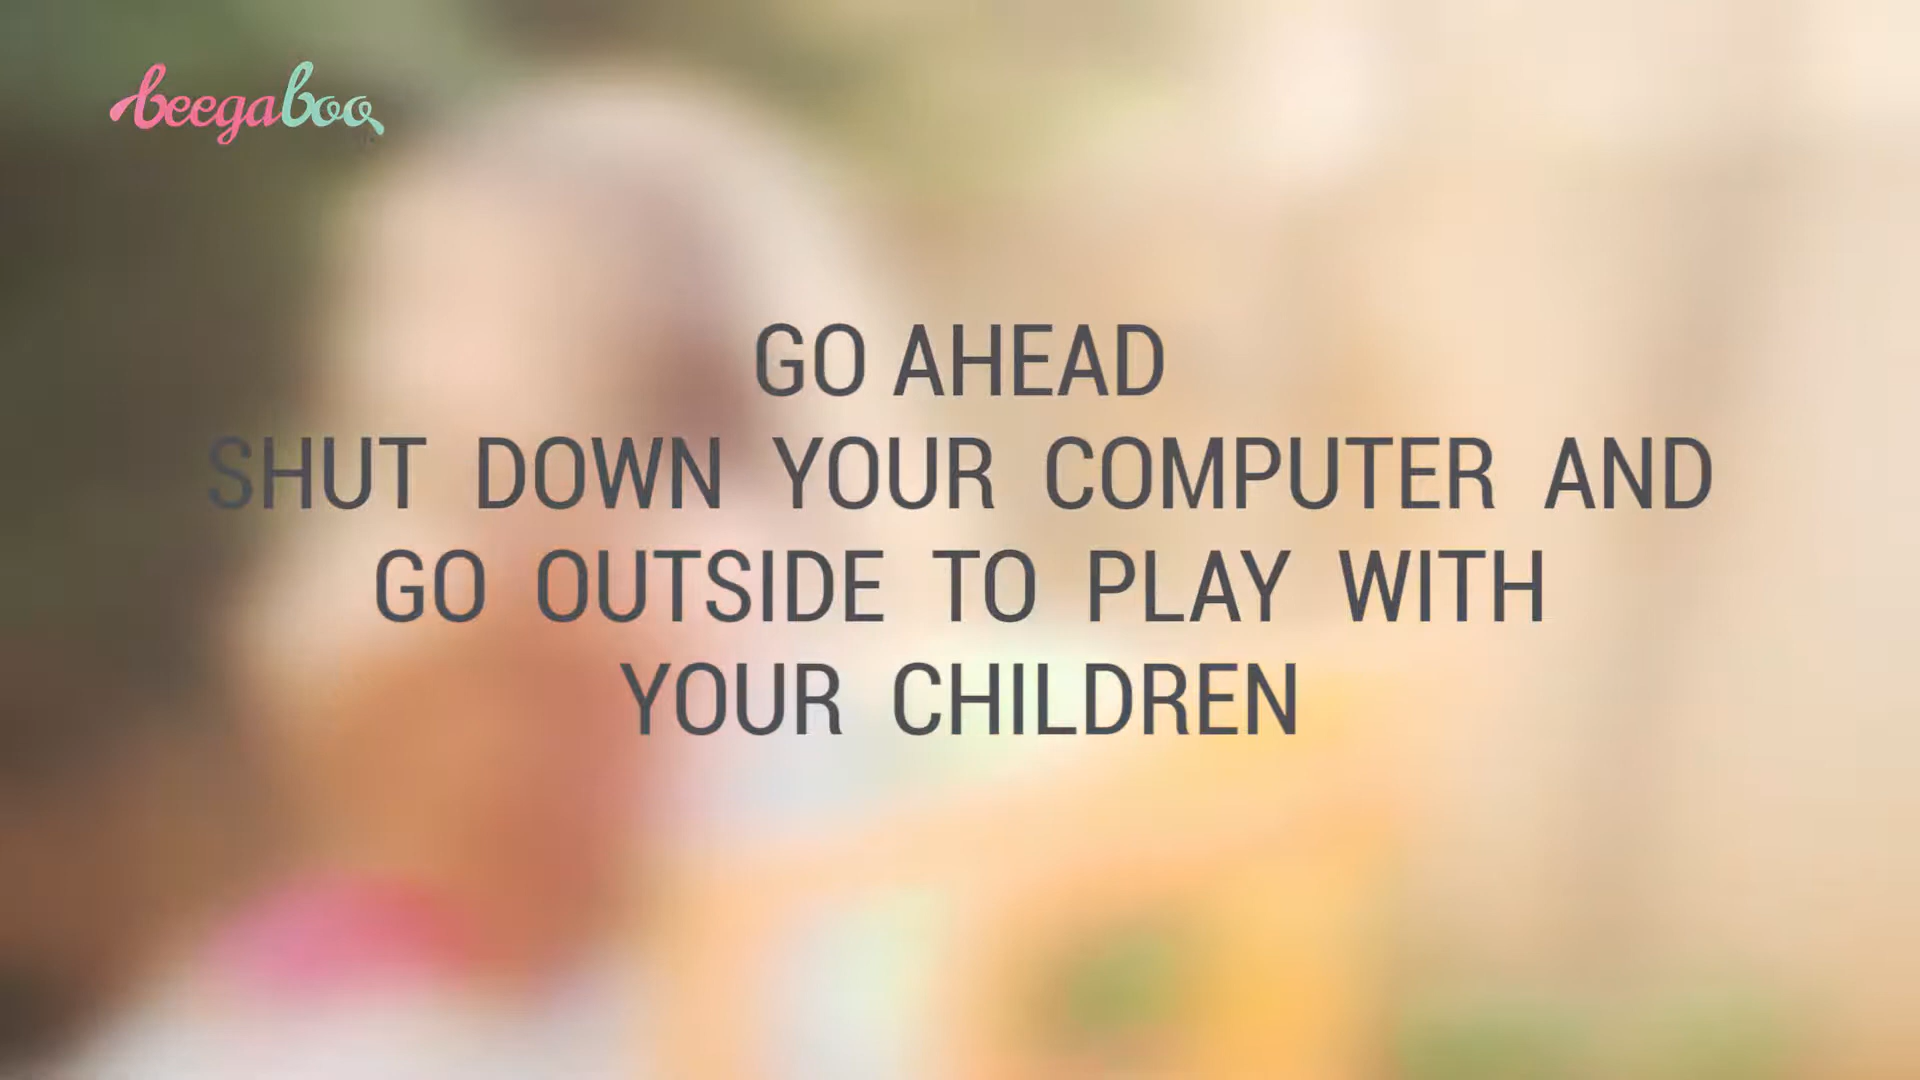 beegaboo
GO AHEAD
SHUT DOWN YOUR COMPUTER AND
GO OUTSIDE TO PLAY WITH
YOUR CHILDREN